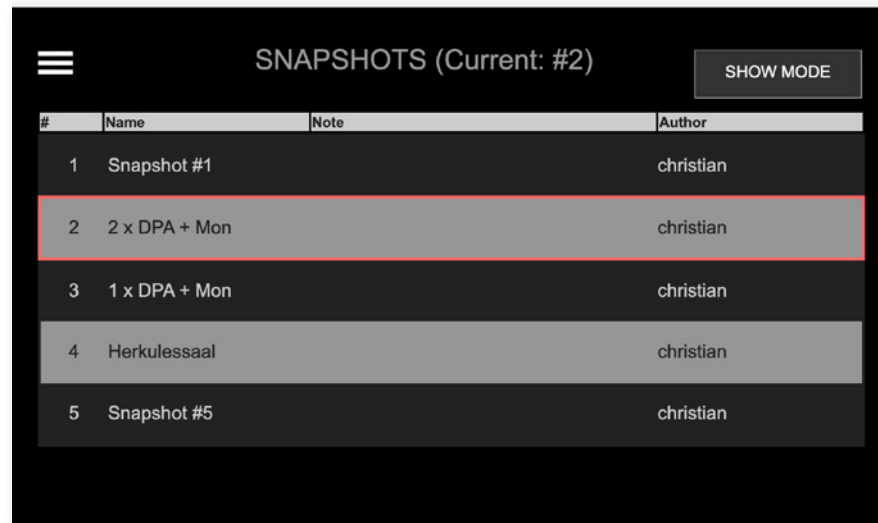 SNAPSHOTS (Current: #2)
SHOW MODE
# Name Note Author
1 Snapshot #1 christian
2 2 x DPA + Mon christian
3 1 x DPA + Mon christian
4 Herkulessaal christian
5 Snapshot #5 christian